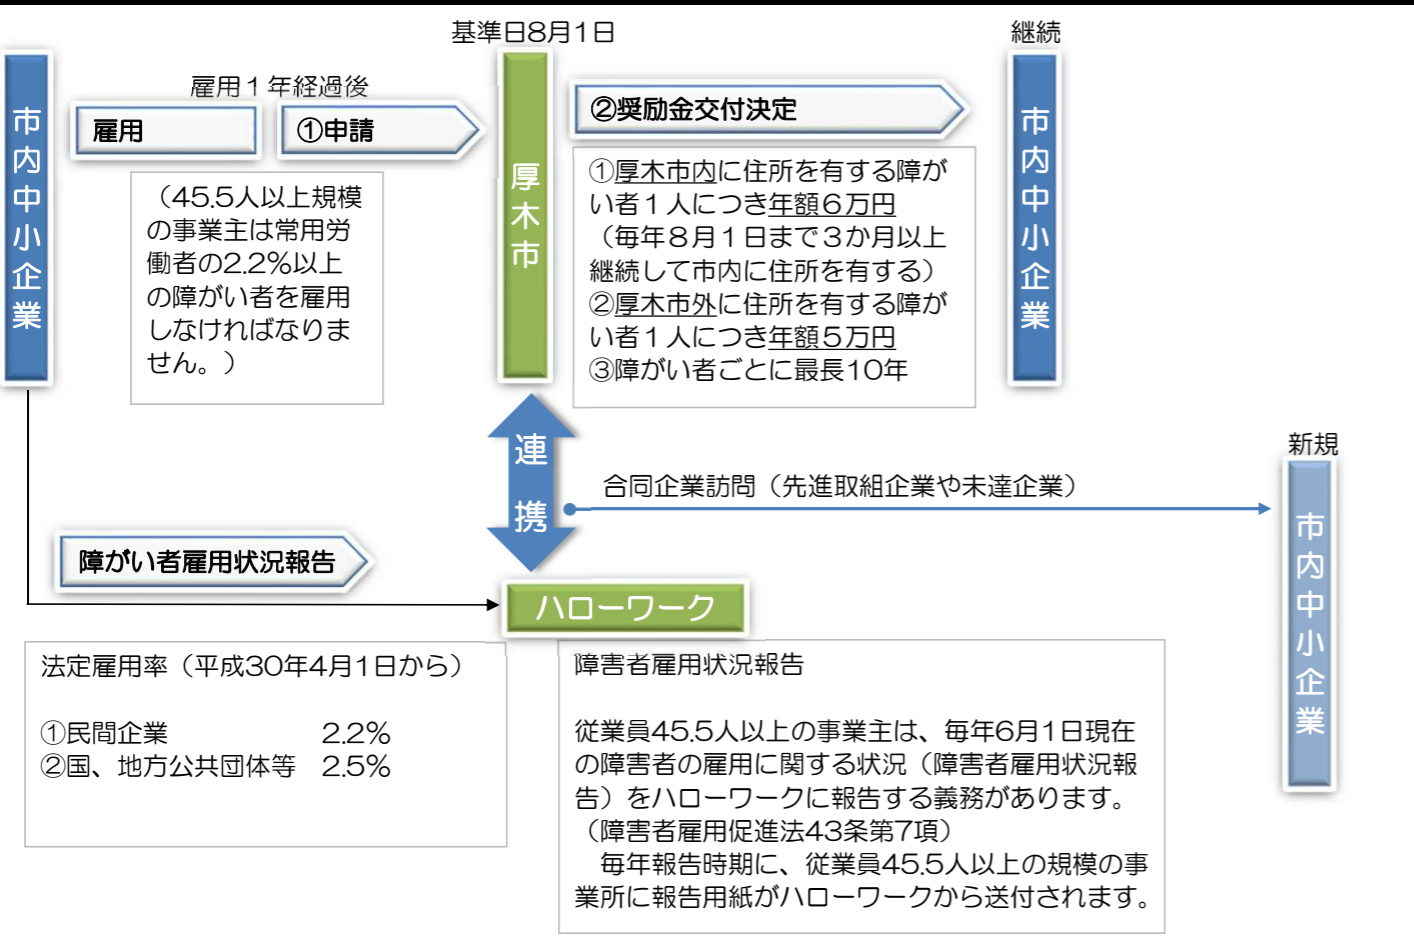 基準日8月1日
継続
市内中小企業
雇用１年経過後
雇用
①申請
（45.5人以上規模
の事業主は常用労
働者の2.2%以上
の障がい者を雇用
しなければなりま
せん。）
厚木市
②奨励金交付決定
①厚木市内に住所を有する障が
い者１人につき年額６万円
（毎年８月１日まで３か月以上
継続して市内に住所を有する）
②厚木市外に住所を有する障が
い者１人につき年額５万円
③障がい者ごとに最長10年
市内中小企業
連携
合同企業訪問（先進取組企業や未達企業）
新規
市内中小企業
障がい者雇用状況報告
ハローワーク
法定雇用率（平成30年4月1日から）
①民間企業 2.2%
②国、地方公共団体等 2.5%
障害者雇用状況報告
従業員45.5人以上の事業主は、毎年6月1日現在
の障害者の雇用に関する状況（障害者雇用状況報
告）をハローワークに報告する義務があります。
（障害者雇用促進法43条第7項）
　毎年報告時期に、従業員45.5人以上の規模の事
業所に報告用紙がハローワークから送付されます。